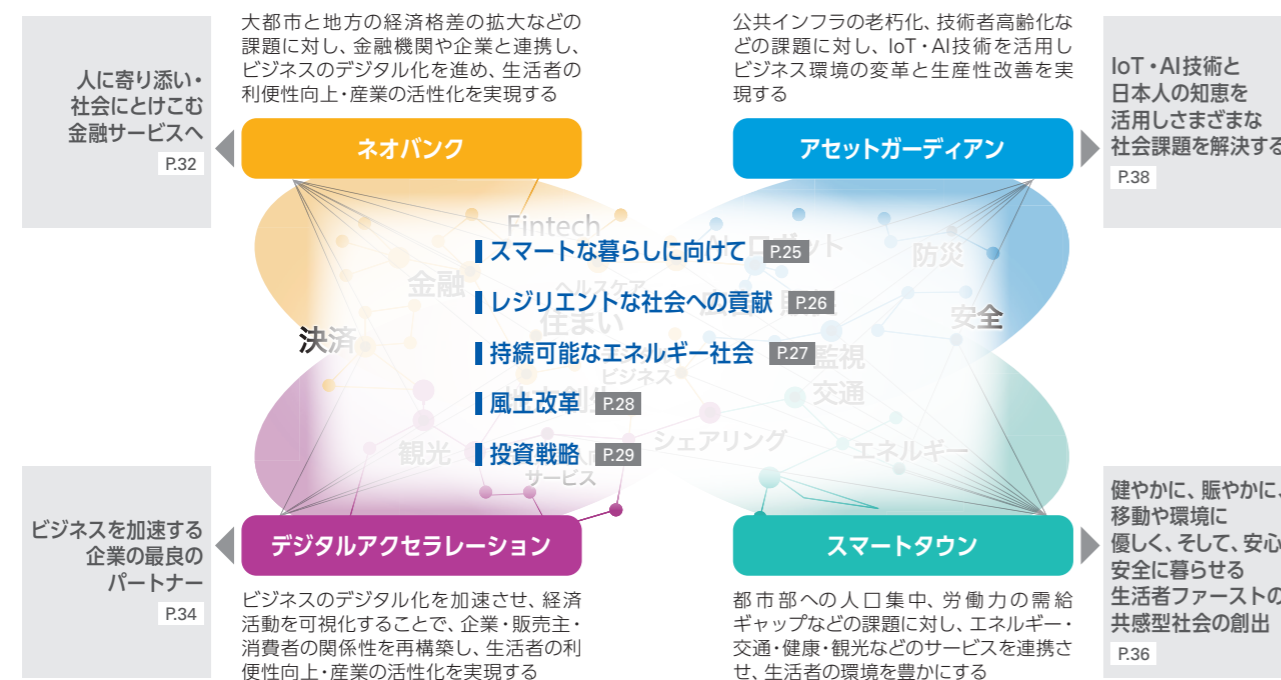 大都市と地方の経済格差の拡大などの
課題に対し、金融機関や企業と連携し、
ビジネスのデジタル化を進め、生活者の
利便性向上・産業の活性化を実現する
公共インフラの老朽化、技術者高齢化な
どの課題に対し、IoT・AI技術を活用し
ビジネス環境の変革と生産性改善を実
現する
人に寄り添い・
社会にとけこむ
金融サービスへ
P.32
ネオバンク
アセットガーディアン
IoT・AI技術と
日本人の知恵を
活用しさまざまな
社会課題を解決する
P.38
Fintech
金融
決済
ヘルスケア
住まい
ビジネス
観光
サービス
シェアリング
防災
安全
監視
交通
エネルギー
スマートな暮らしに向けて P.25
レジリエントな社会への貢献 P.26
持続可能なエネルギー社会 P.27
風土改革 P.28
投資戦略 P.29
ビジネスを加速する
企業の最良の
パートナー
P.34
デジタルアクセラレーション
スマートタウン
ビジネスのデジタル化を加速させ、経済
活動を可視化することで、企業・販売主・
消費者の関係性を再構築し、生活者の利
便性向上・産業の活性化を実現する
都市部への人口集中、労働力の需給
ギャップなどの課題に対し、エネルギー・
交通・健康・観光などのサービスを連携さ
せ、生活者の環境を豊かにする
健やかに、賑やかに、
移動や環境に
優しく、そして、安心
安全に暮らせる
生活者ファーストの
共感型社会の創出
P.36